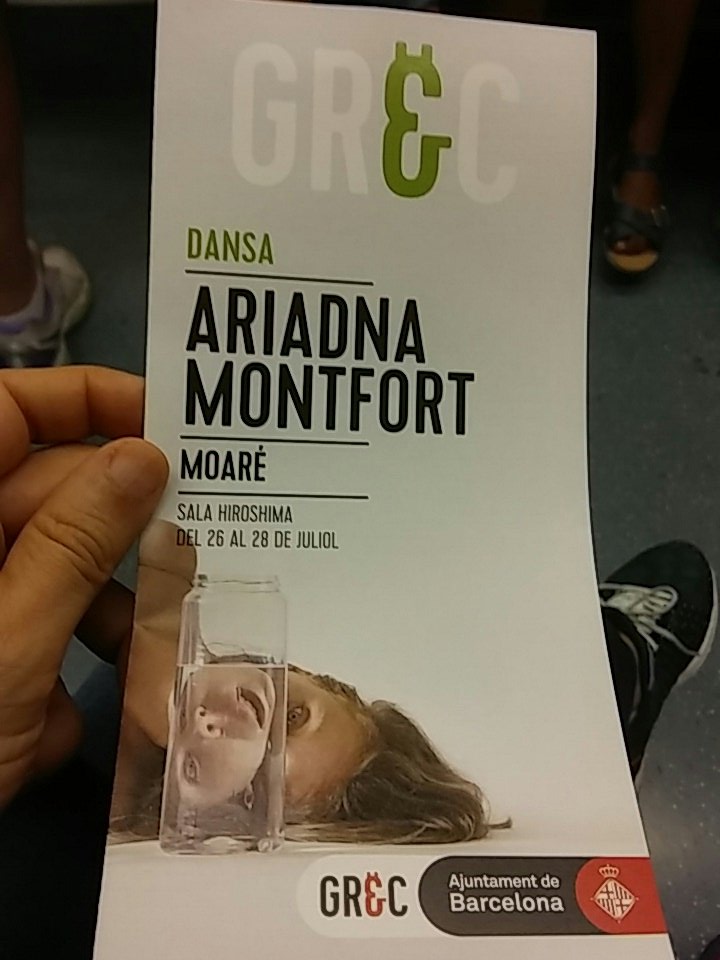 GR&C
DANSA
ARIADNA
MONTFORT
MOARÉ
SALA HIROSHIMA
DEL 26 AL 28 DE JULIOL
GR&C
Ajuntament de
Barcelona